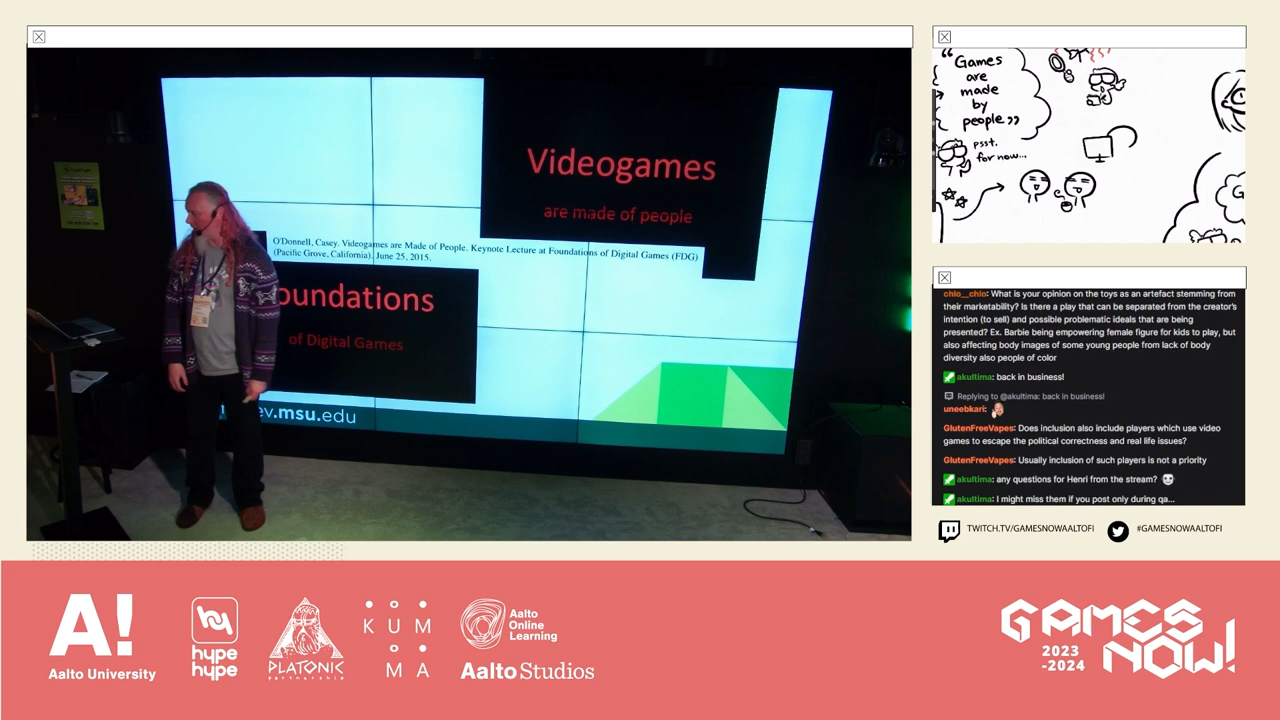 Videogames
are made of people
O'Donnell, Casey. Videogames are Made of People. Keynote Lecture at Foundations of Digital Games (FDG)
(Pacific Grove, California). June 25, 2015.
oundations
of Digital Games
ev.msu.edu
"Games
are
made
by
people"
psst.
for now...
G
chio__chio: What is your opinion on the toys as an artefact stemming from
their marketability? Is there a play that can be separated from the creator's
intention (to sell) and possible problematic ideals that are being
presented? Ex. Barbie being empowering female figure for kids to play, but
also affecting body images of some young people from lack of body
diversity also people of color
akultima: back in business!
Replying to @akultima: back in business!
uneebkari:
GlutenFreeVapes: Does inclusion also include players which use video
games to escape the political correctness and real life issues?
GlutenFreeVapes: Usually inclusion of such players is not a priority
akultima: any questions for Henri from the stream?
akultima: I might miss them if you post only during qa...
TWITCH.TV/GAMESNOWAALTOFI
#GAMESNOWAALTOFI
A!
Aalto University
hype
hype
PLATONIC
partnership
KUM
MA
Aalto
Online
Learning
Aalto Studios
GAMES
NOW!
2023
-2024